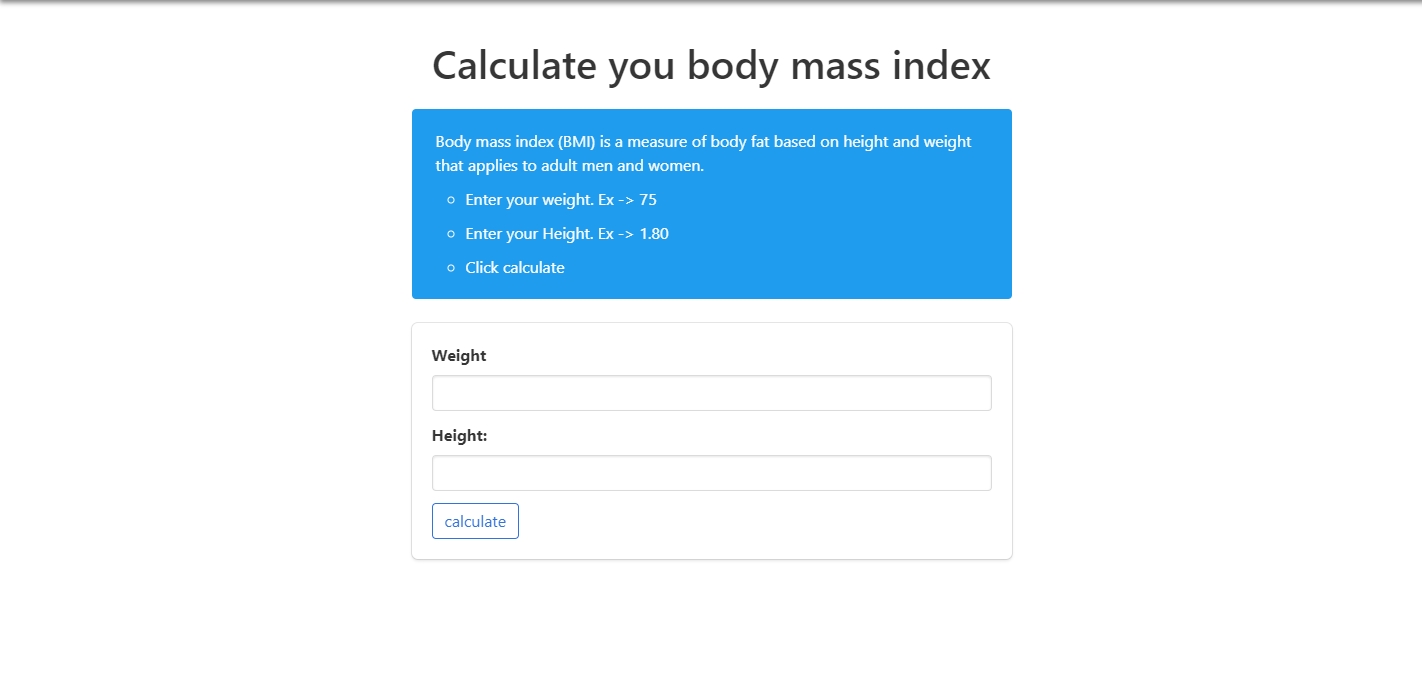 Calculate you body mass index
Body mass index (BMI) is a measure of body fat based on height and weight
that applies to adult men and women.
Enter your weight. Ex -> 75
Enter your Height. Ex -> 1.80
Click calculate
Weight
Height:
calculate